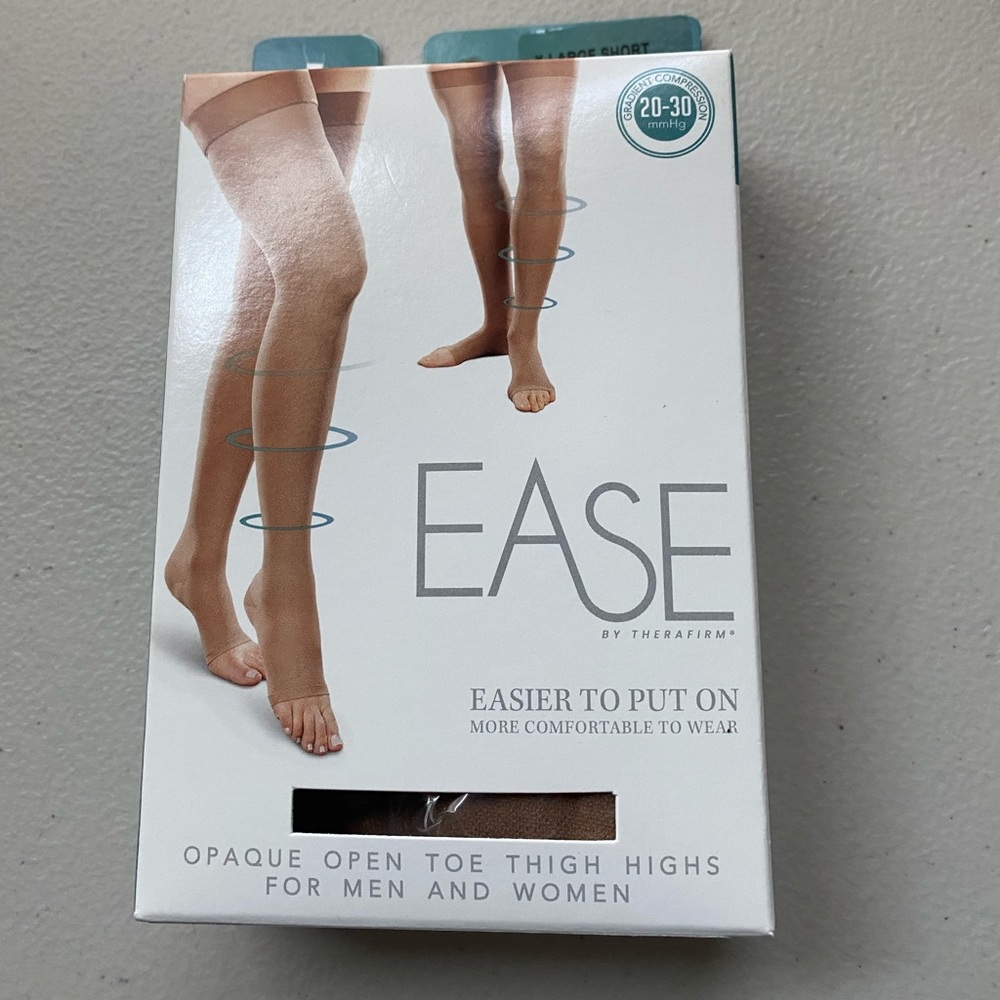 X-LARGE SHORT
GRADIENT COMPRESSION
20-30
mmHg
EASE
BY THERAFIRM®
EASIER TO PUT ON
MORE COMFORTABLE TO WEAR
OPAQUE OPEN TOE THIGH HIGHS
FOR MEN AND WOMEN